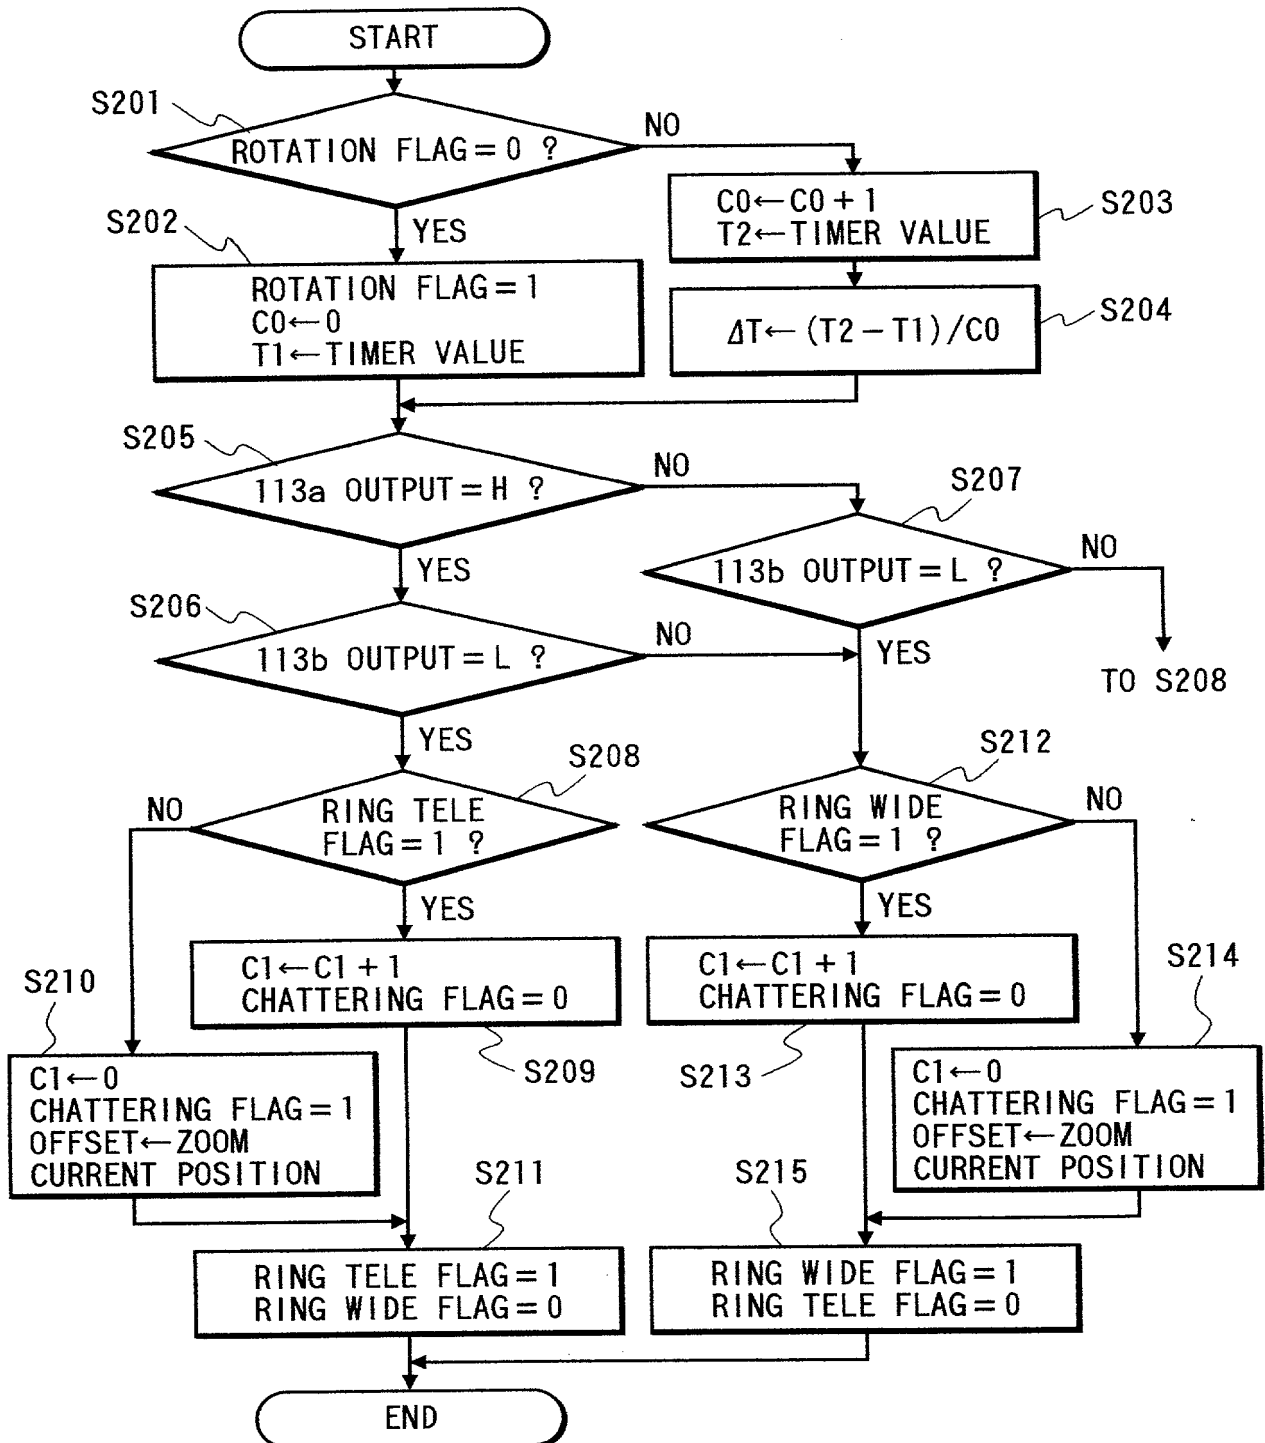 START
S201
ROTATION FLAG=0 ?
NO
YES
S202
ROTATION FLAG=1
C0←0
T1←TIMER VALUE
C0←C0+1
T2←TIMER VALUE
S203
ΔT←(T2−T1)/C0
S204
S205
113a OUTPUT=H ?
NO
YES
S207
113b OUTPUT=L ?
NO
YES
TO S208
S206
113b OUTPUT=L ?
NO
YES
S208
RING TELE
FLAG=1 ?
NO
YES
S212
RING WIDE
FLAG=1 ?
NO
YES
C1←C1+1
CHATTERING FLAG=0
S209
C1←C1+1
CHATTERING FLAG=0
S213
S210
C1←0
CHATTERING FLAG=1
OFFSET←ZOOM
CURRENT POSITION
S214
C1←0
CHATTERING FLAG=1
OFFSET←ZOOM
CURRENT POSITION
S211
RING TELE FLAG=1
RING WIDE FLAG=0
S215
RING WIDE FLAG=1
RING TELE FLAG=0
END